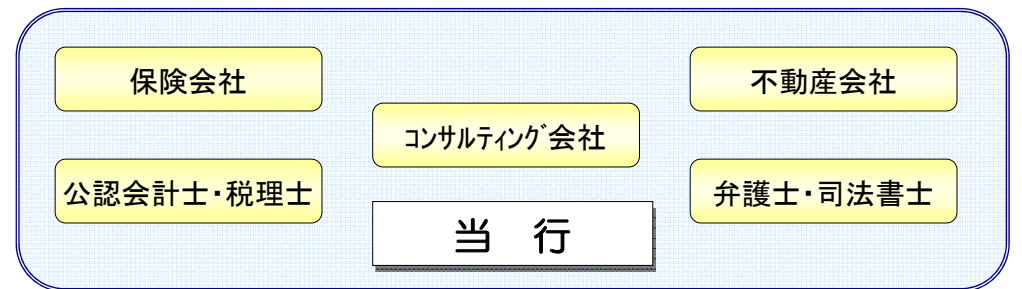 保険会社
不動産会社
コンサルティング会社
公認会計士・税理士
弁護士・司法書士
当 行